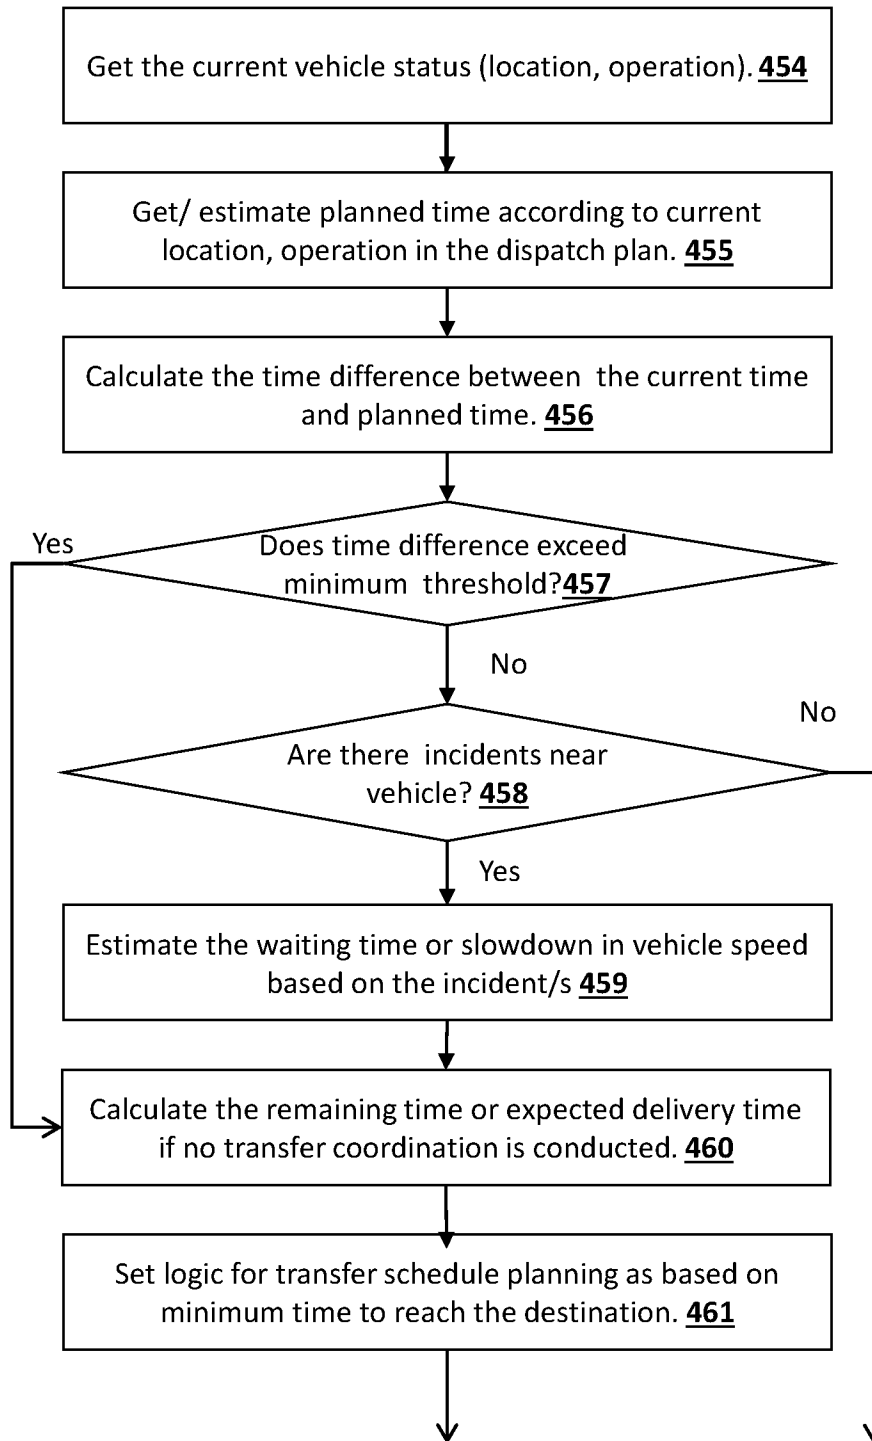 Get the current vehicle status (location, operation). 454
Get/ estimate planned time according to current
location, operation in the dispatch plan. 455
Calculate the time difference between  the current time
and planned time. 456
Yes
Does time difference exceed
minimum  threshold?457
No
No
Are there  incidents near
vehicle? 458
Yes
Estimate the waiting time or slowdown in vehicle speed
based on the incident/s 459
Calculate the remaining time or expected delivery time
if no transfer coordination is conducted. 460
Set logic for transfer schedule planning as based on
minimum time to reach the destination. 461